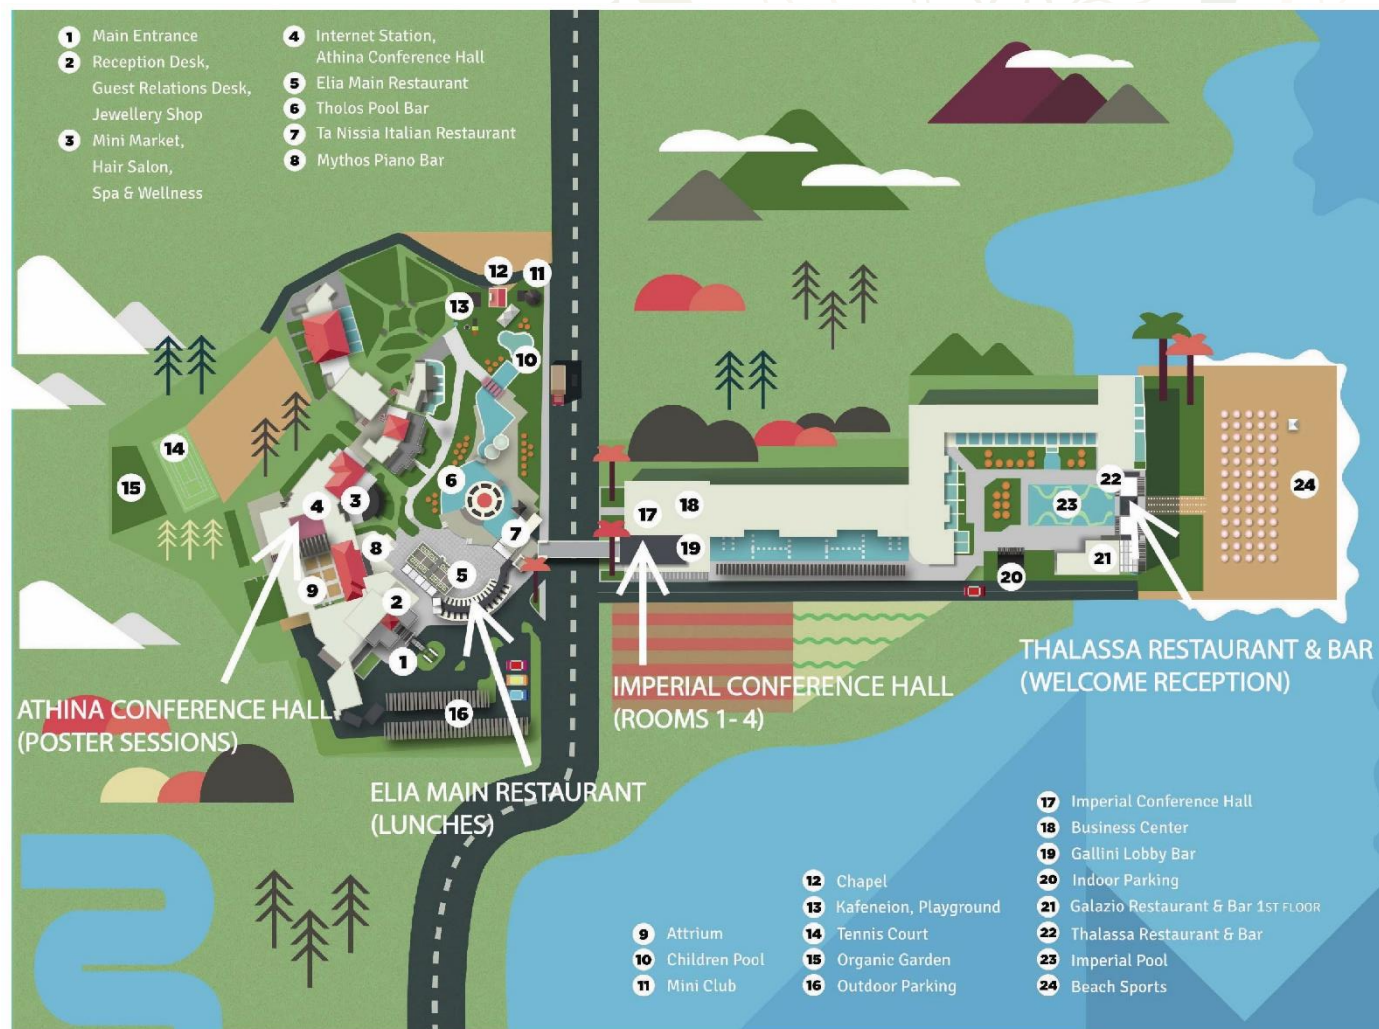 1 Main Entrance
2 Reception Desk,
Guest Relations Desk,
Jewellery Shop
3 Mini Market,
Hair Salon,
Spa & Wellness
4 Internet Station,
Athina Conference Hall
5 Elia Main Restaurant
6 Tholos Pool Bar
7 Ta Nissia Italian Restaurant
8 Mythos Piano Bar
12
11
13
10
14
15
6
4
3
7
8
5
9
2
1
16
17
18
19
22
23
24
21
20
ATHINA CONFERENCE HALL
(POSTER SESSIONS)
ELIA MAIN RESTAURANT
(LUNCHES)
IMPERIAL CONFERENCE HALL
(ROOMS 1- 4)
THALASSA RESTAURANT & BAR
(WELCOME RECEPTION)
9 Attrium
10 Children Pool
11 Mini Club
12 Chapel
13 Kafeneion, Playground
14 Tennis Court
15 Organic Garden
16 Outdoor Parking
17 Imperial Conference Hall
18 Business Center
19 Gallini Lobby Bar
20 Indoor Parking
21 Galazio Restaurant & Bar 1ST FLOOR
22 Thalassa Restaurant & Bar
23 Imperial Pool
24 Beach Sports